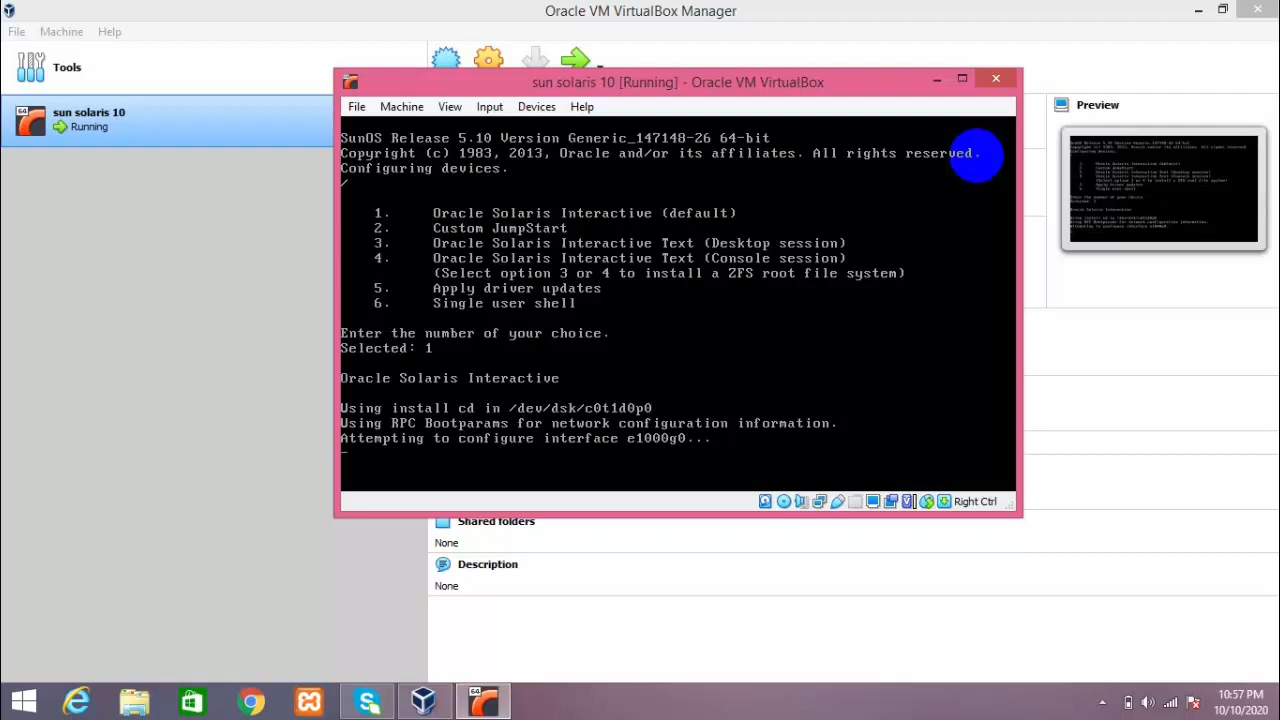 Oracle VM VirtualBox Manager
File Machine Help
Tools
sun solaris 10
Running
64
sun solaris 10 [Running] - Oracle VM VirtualBox
File Machine View Input Devices Help
SunOS Release 5.10 Version Generic_147148-26 64-bit
Copyright (c) 1983, 2013, Oracle and/or its affiliates. All rights reserved.
Configuring devices.
/
1. Oracle Solaris Interactive (default)
2. Custom JumpStart
3. Oracle Solaris Interactive Text (Desktop session)
4. Oracle Solaris Interactive Text (Console session)
(Select option 3 or 4 to install a ZFS root file system)
5. Apply driver updates
6. Single user shell
Enter the number of your choice.
Selected: 1
Oracle Solaris Interactive
Using install cd in /dev/dsk/c0t1d0p0
Using RPC Bootparams for network configuration information.
Attempting to configure interface e1000g0...
_
Right Ctrl
Preview
Shared folders
None
Description
None
64
10:57 PM
10/10/2020